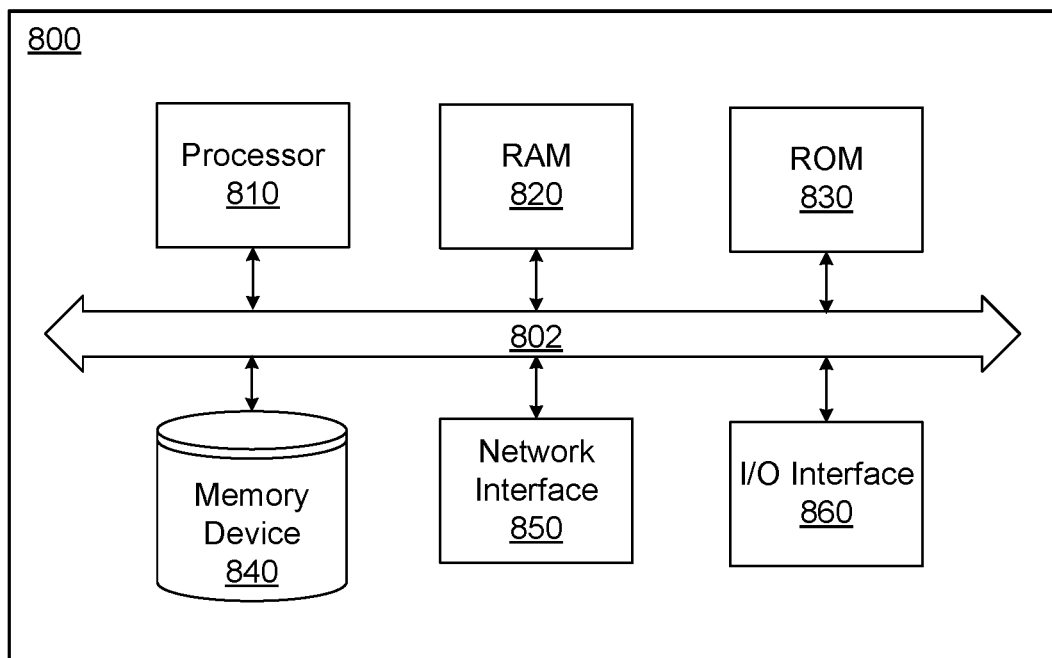 800
Processor
810
RAM
820
ROM
830
802
Memory
Device
840
Network
Interface
850
I/O Interface
860